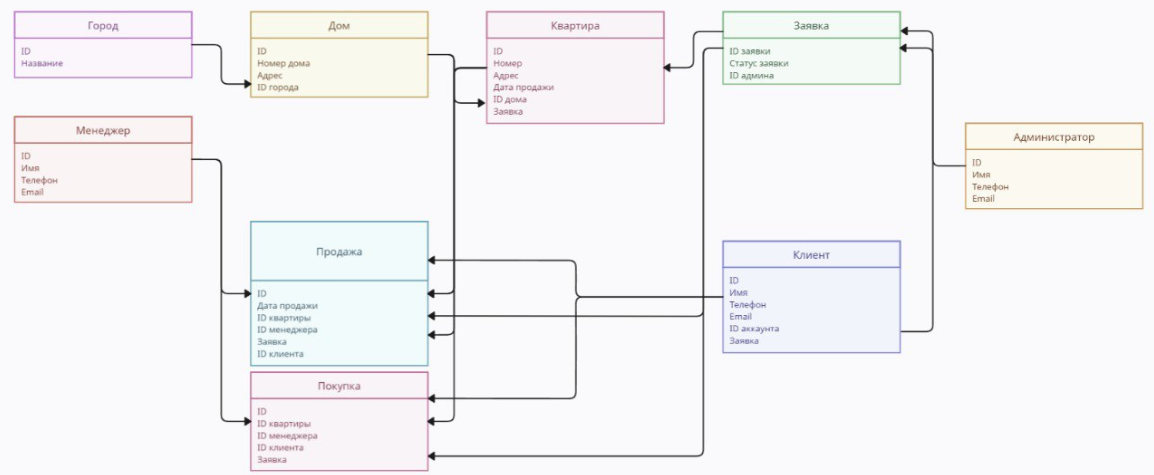 Город
ID
Название
Дом
ID
Номер дома
Адрес
ID города
Квартира
ID
Номер
Адрес
Дата продажи
ID дома
Заявка
Заявка
ID заявки
Статус заявки
ID админа
Менеджер
ID
Имя
Телефон
Email
Администратор
ID
Имя
Телефон
Email
Продажа
ID
Дата продажи
ID квартиры
ID менеджера
Заявка
ID клиента
Клиент
ID
Имя
Телефон
Email
ID аккаунта
Заявка
Покупка
ID
ID квартиры
ID менеджера
ID клиента
Заявка